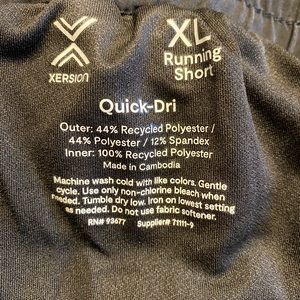 XERSION
XL
Running
Short
Quick-Dri
Outer: 44% Recycled Polyester /
44% Polyester / 12% Spandex
Inner: 100% Recycled Polyester
Made in Cambodia
Machine wash cold with like colors. Gentle
cycle. Use only non-chlorine bleach when
needed. Tumble dry low. Iron on lowest setting
as needed. Do not use fabric softener.
RN# 93677 Supplier# 71111-9